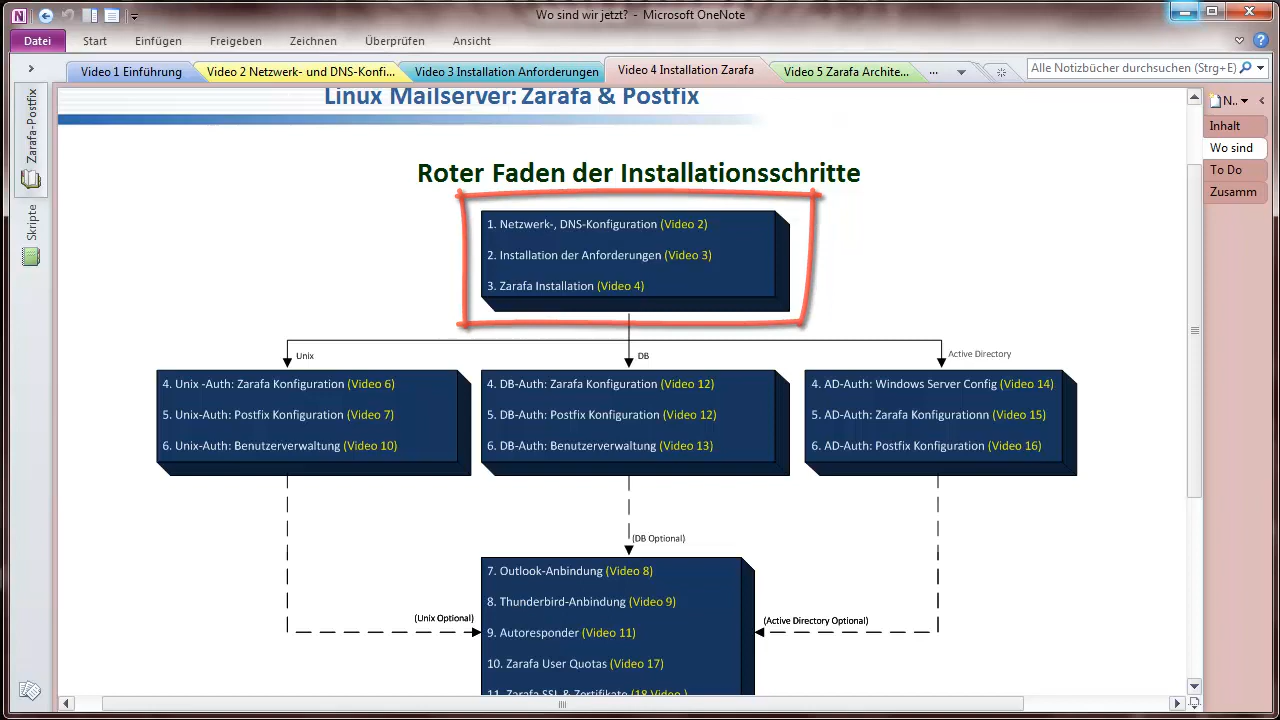 Wo sind wir jetzt? - Microsoft OneNote
Datei Start Einfügen Freigeben Zeichnen Überprüfen Ansicht
Video 1 Einführung Video 2 Netzwerk- und DNS-Konfi... Video 3 Installation Anforderungen Video 4 Installation Zarafa Video 5 Zarafa Archite... ...
Alle Notizbücher durchsuchen (Strg+E)
Zarafa-Postfix
Skripte
N..
Inhalt
Wo sind
To Do
Zusamm
Linux Mailserver: Zarafa & Postfix
Roter Faden der Installationsschritte
1. Netzwerk-, DNS-Konfiguration (Video 2)
2. Installation der Anforderungen (Video 3)
3. Zarafa Installation (Video 4)
Unix
DB
Active Directory
4. Unix -Auth: Zarafa Konfiguration (Video 6)
5. Unix-Auth: Postfix Konfiguration (Video 7)
6. Unix-Auth: Benutzerverwaltung (Video 10)
4. DB-Auth: Zarafa Konfiguration (Video 12)
5. DB-Auth: Postfix Konfiguration (Video 12)
6. DB-Auth: Benutzerverwaltung (Video 13)
4. AD-Auth: Windows Server Config (Video 14)
5. AD-Auth: Zarafa Konfigurationn (Video 15)
6. AD-Auth: Postfix Konfiguration (Video 16)
(DB Optional)
(Unix Optional)
(Active Directory Optional)
7. Outlook-Anbindung (Video 8)
8. Thunderbird-Anbindung (Video 9)
9. Autoresponder (Video 11)
10. Zarafa User Quotas (Video 17)
11. Zarafa SSL & Zertifikate (18 Video )